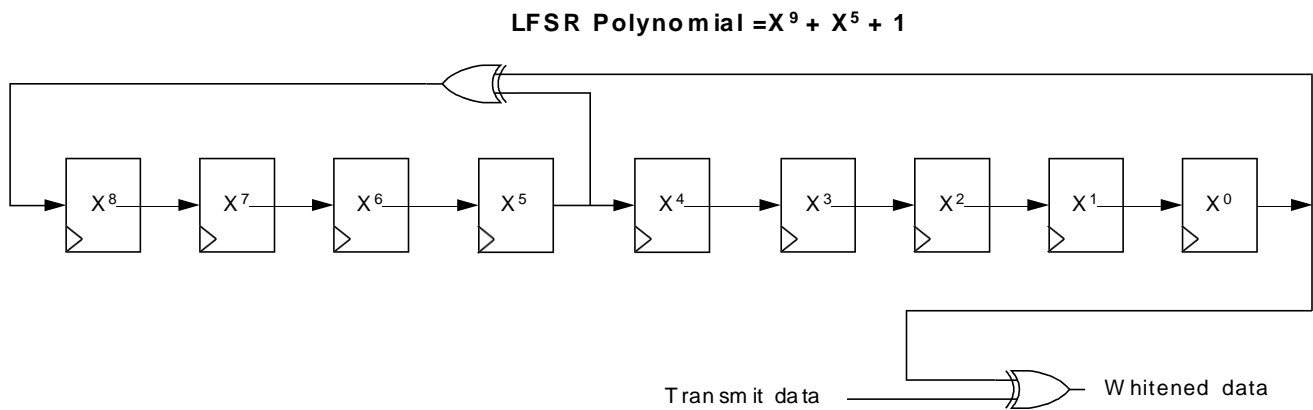 LFSR Polynomial =X⁹ + X⁵ + 1
X⁸ X⁷ X⁶ X⁵ X⁴ X³ X² X¹ X⁰
Transmit data
Whitened data